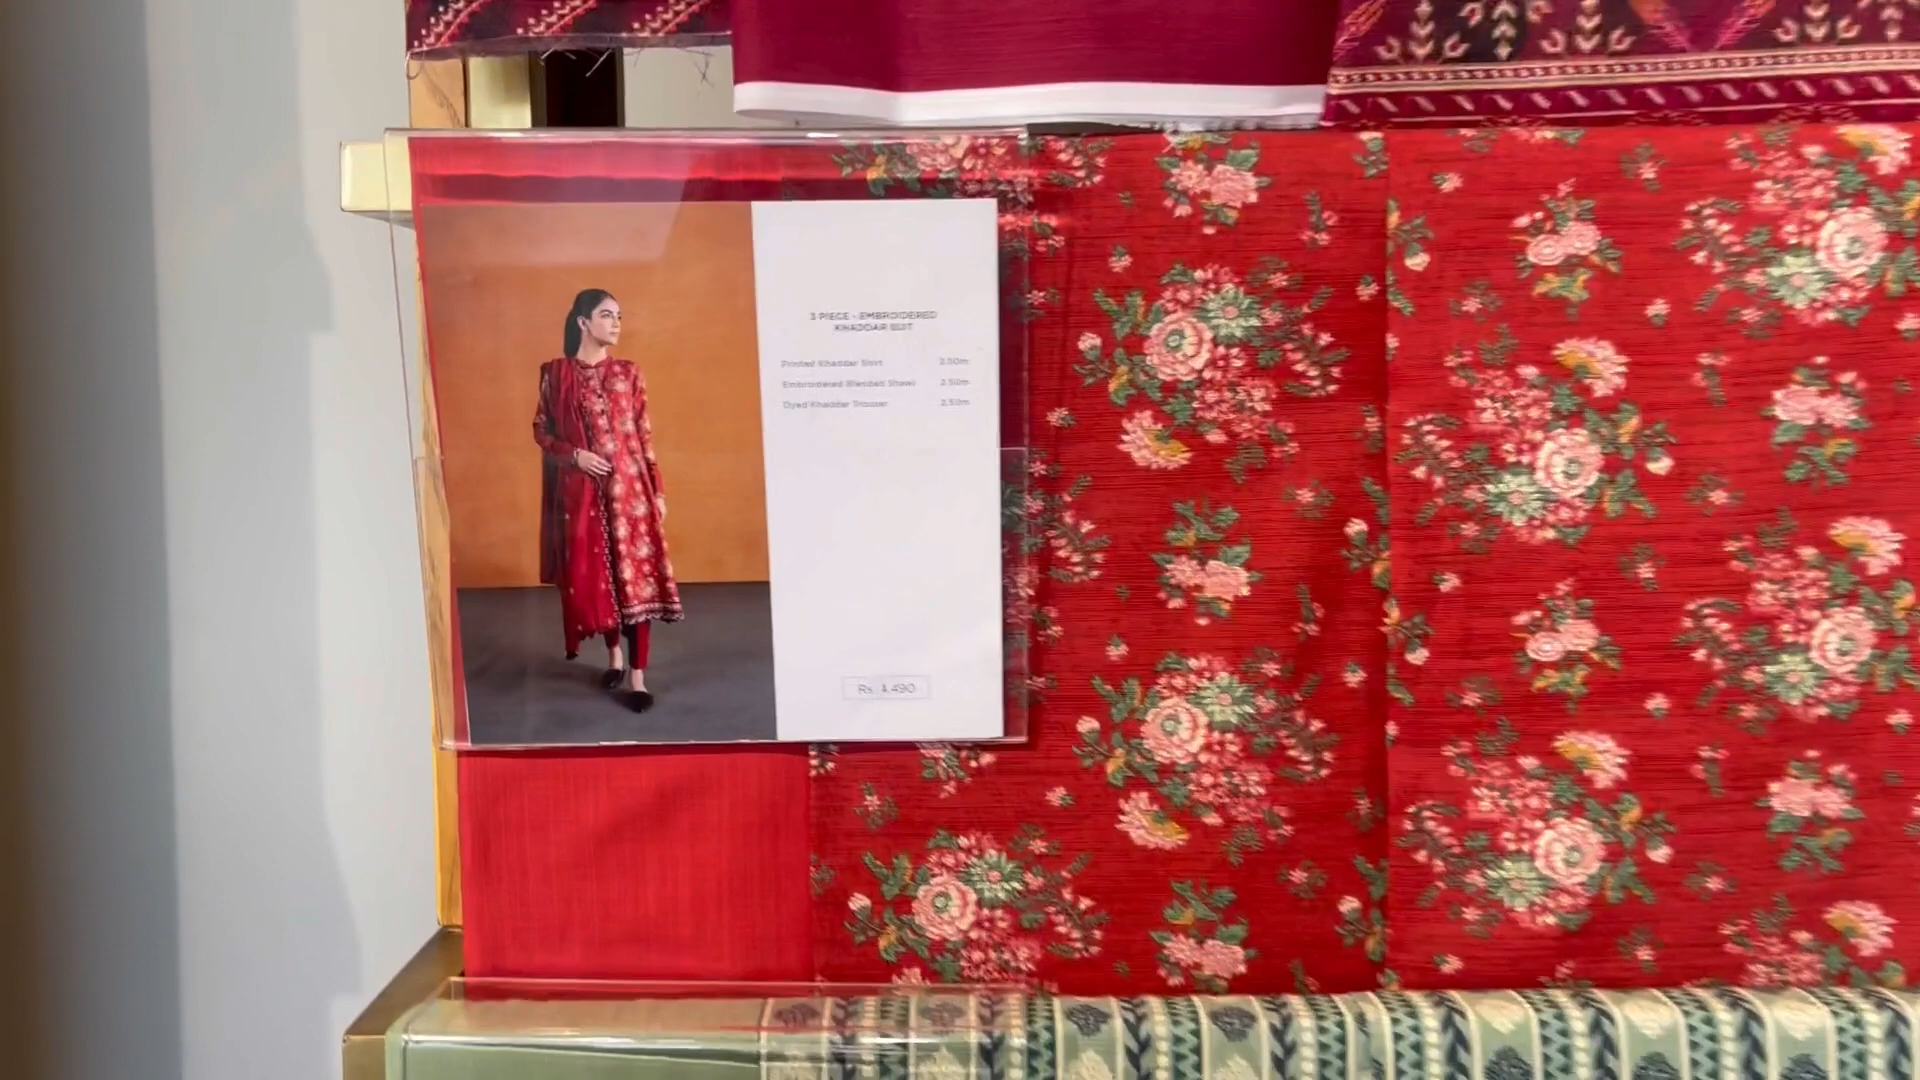 3 PIECE - EMBROIDERED
KHADDAR SUIT
Printed Khaddar Shirt 3.00m
Embroidered Blended Shawl 2.50m
Dyed Khaddar Trouser 2.50m
Rs.